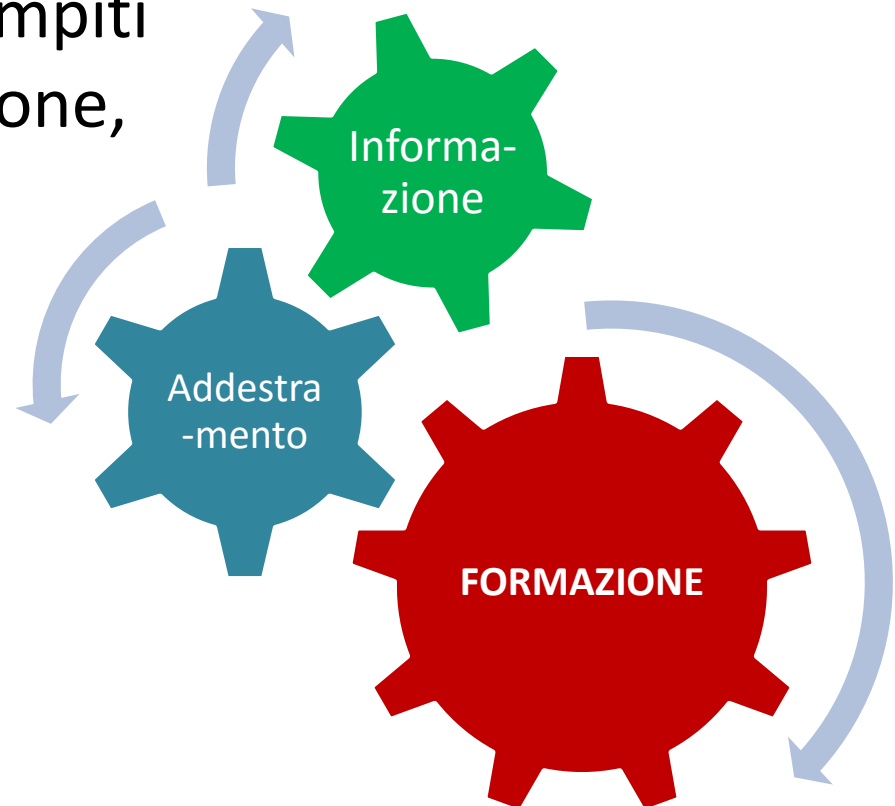 mpiti
one,
Informa-
zione
Addestra
-mento
FORMAZIONE